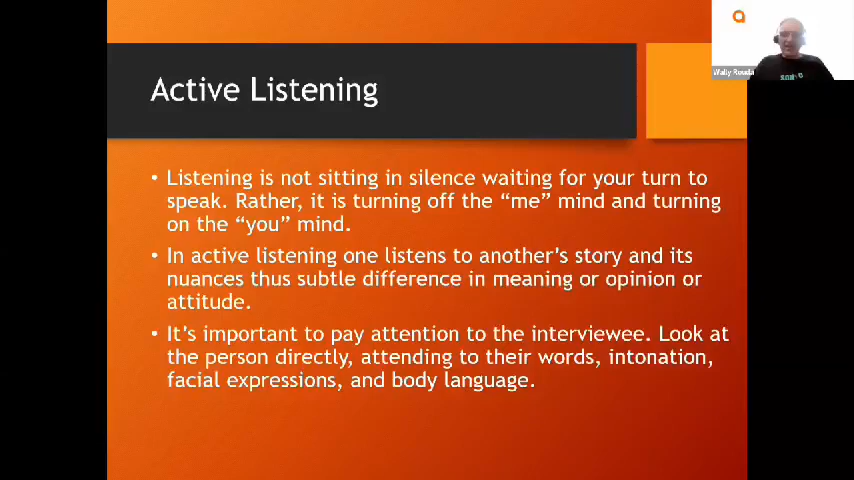 Active Listening
• Listening is not sitting in silence waiting for your turn to
speak. Rather, it is turning off the “me” mind and turning
on the “you” mind.
• In active listening one listens to another’s story and its
nuances thus subtle difference in meaning or opinion or
attitude.
• It’s important to pay attention to the interviewee. Look at
the person directly, attending to their words, intonation,
facial expressions, and body language.
Wally